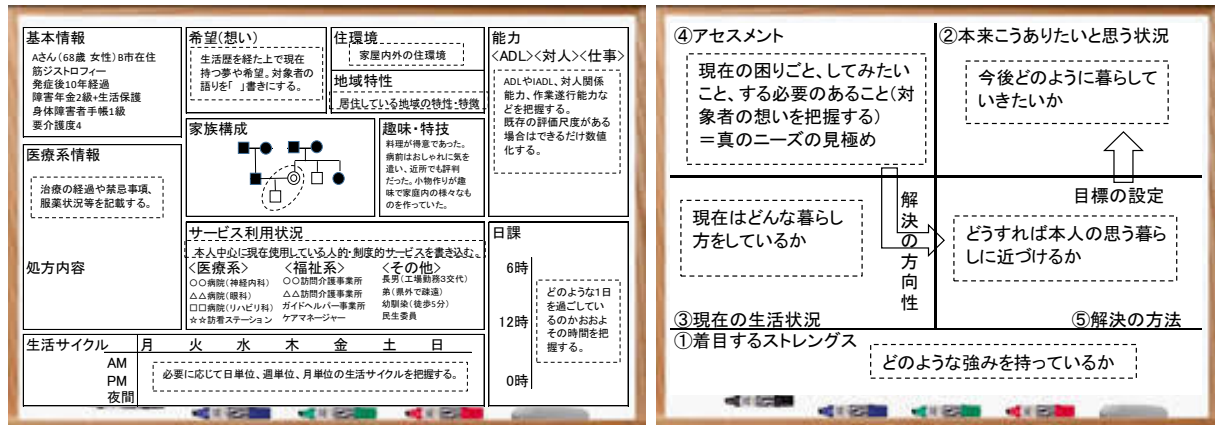 基本情報
Aさん(68歳 女性)B市在住
筋ジストロフィー
発症後10年経過
障害年金2級+生活保護
身体障害者手帳1級
要介護度4
医療系情報
治療の経過や禁忌事項、
服薬状況等を記載する。
処方内容
希望(想い)
生活歴を経た上で現在
持つ夢や希望。対象者の
語りを「 」書きにする。
住環境
家屋内外の住環境
地域特性
居住している地域の特性・特徴
家族構成
趣味・特技
料理が得意であった。
病前はおしゃれに気を
遣い、近所でも評判
だった。小物作りが趣
味で家庭内の様々なも
のを作っていた。
能力
<ADL><対人><仕事>
ADLやIADL、対人関係
能力、作業遂行能力な
どを把握する。
既存の評価尺度がある
場合はできるだけ数値
化する。
サービス利用状況
本人中心に現在使用している人的・制度的サービスを書き込む。
<医療系>
○○病院(神経内科)
△△病院(眼科)
□□病院(リハビリ科)
☆☆訪看ステーション
<福祉系>
○○訪問介護事業所
△△訪問介護事業所
ガイドヘルパー事業所
ケアマネージャー
<その他>
長男(工場勤務3交代)
弟(県外で疎遠)
幼馴染(徒歩5分)
民生委員
日課
6時
12時
0時
どのような1日
を過ごしてい
るのかおおよ
その時間を把
握する。
生活サイクル 月 火 水 木 金 土 日
AM
PM
夜間
必要に応じて日単位、週単位、月単位の生活サイクルを把握する。
④アセスメント
現在の困りごと、してみたい
こと、する必要のあること(対
象者の想いを把握する)
=真のニーズの見極め
②本来こうありたいと思う状況
今後どのように暮らして
いきたいか
目標の設定
解決の方向性
現在はどんな暮らし
方をしているか
③現在の生活状況
どうすれば本人の思う暮ら
しに近づけるか
⑤解決の方法
①着目するストレングス
どのような強みを持っているか